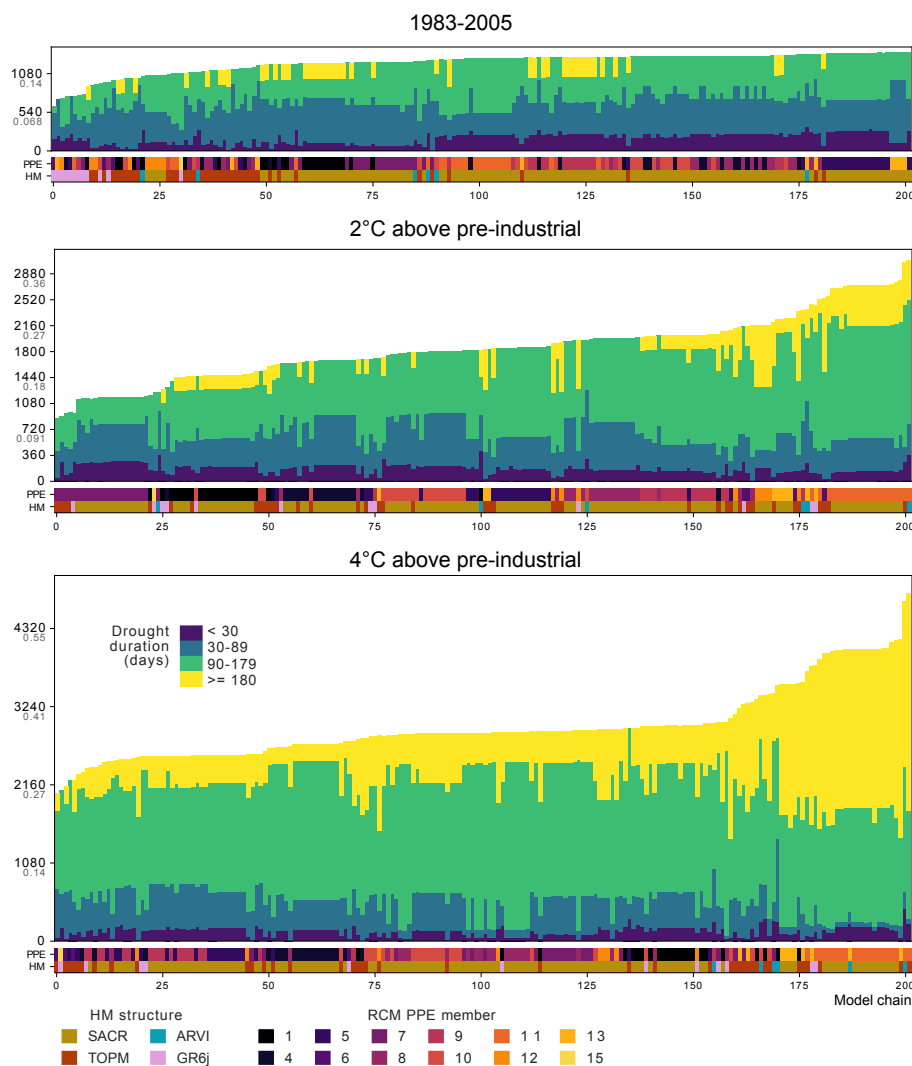 1983-2005
1080
0.14
540
0.068
0
PPE
HM
0 25 50 75 100 125 150 175 200
2°C above pre-industrial
2880
0.36
2520
2160
0.27
1800
1440
0.18
1080
720
0.091
360
0
PPE
HM
0 25 50 75 100 125 150 175 200
4°C above pre-industrial
4320
0.55
3240
0.41
2160
0.27
1080
0.14
0
Drought duration (days)
< 30
30-89
90-179
>= 180
PPE
HM
0 25 50 75 100 125 150 175 200
Model chain
HM structure RCM PPE member
SACR ARVI 1 5 7 9 11 13
TOPM GR6j 4 6 8 10 12 15